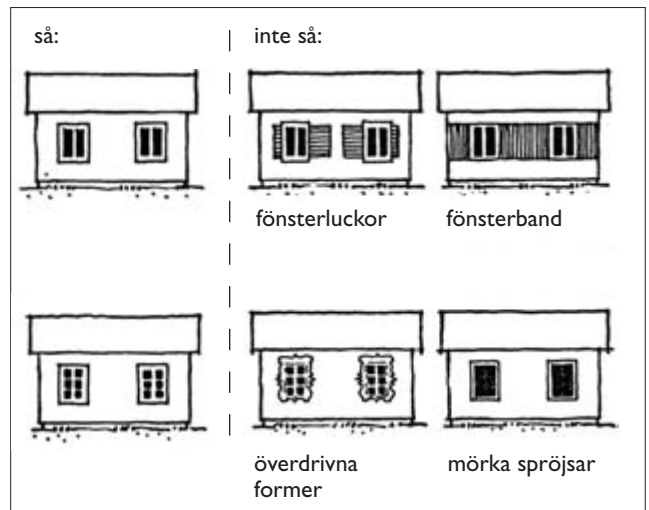 så:
inte så:
fönsterluckor
fönsterband
överdrivna
former
mörka spröjsar